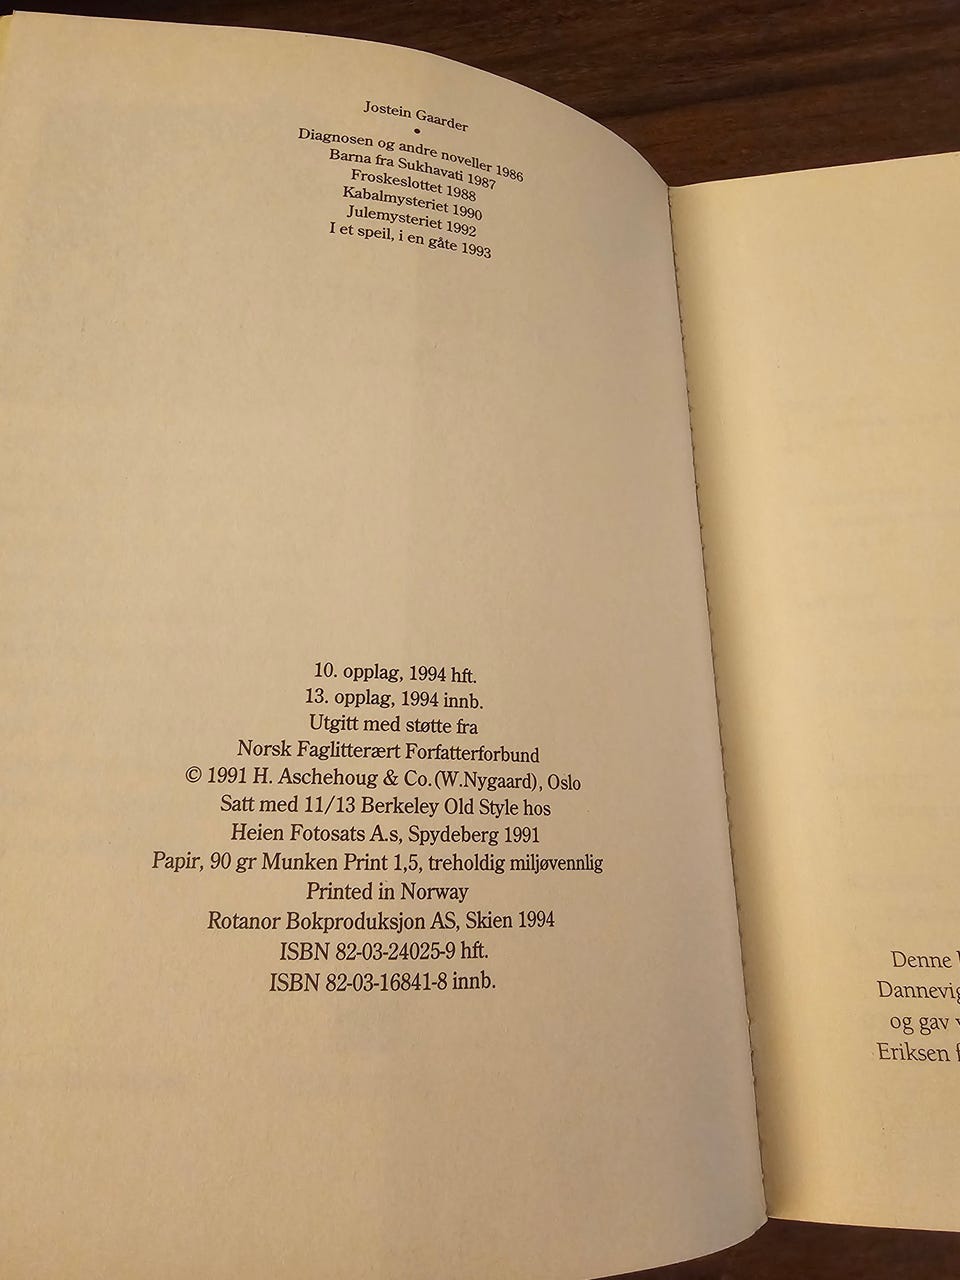 Jostein Gaarder
•
Diagnosen og andre noveller 1986
Barna fra Sukhavati 1987
Froskeslottet 1988
Kabalmysteriet 1990
Julemysteriet 1992
I et speil, i en gåte 1993
10. opplag, 1994 hft.
13. opplag, 1994 innb.
Utgitt med støtte fra
Norsk Faglitterært Forfatterforbund
© 1991 H. Aschehoug & Co. (W.Nygaard), Oslo
Satt med 11/13 Berkeley Old Style hos
Heien Fotosats A.s, Spydeberg 1991
Papir, 90 gr Munken Print 1,5, treholdig miljøvennlig
Printed in Norway
Rotanor Bokproduksjon AS, Skien 1994
ISBN 82-03-24025-9 hft.
ISBN 82-03-16841-8 innb.
Denne
Dannevig
og gav
Eriksen